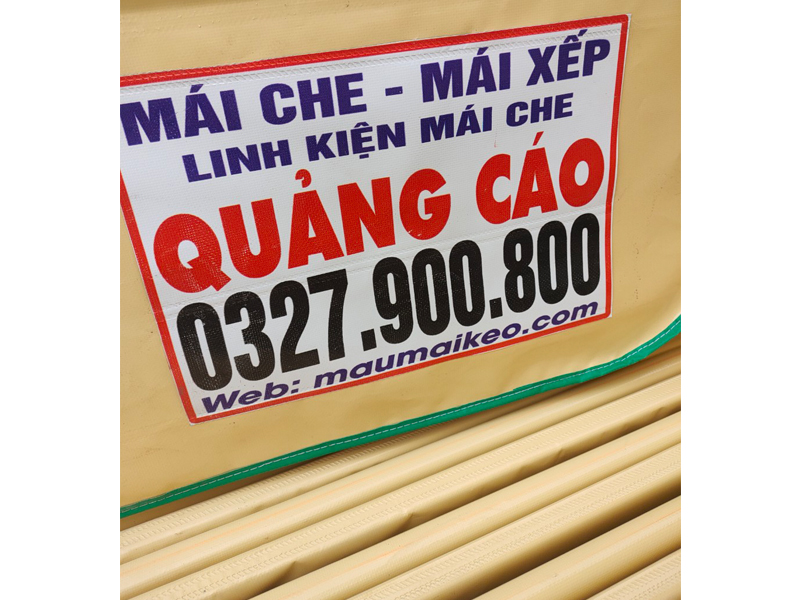 MÁI CHE - MÁI XẾP
LINH KIỆN MÁI CHE
QUẢNG CÁO
0327.900.800
Web: maumaikeo.com